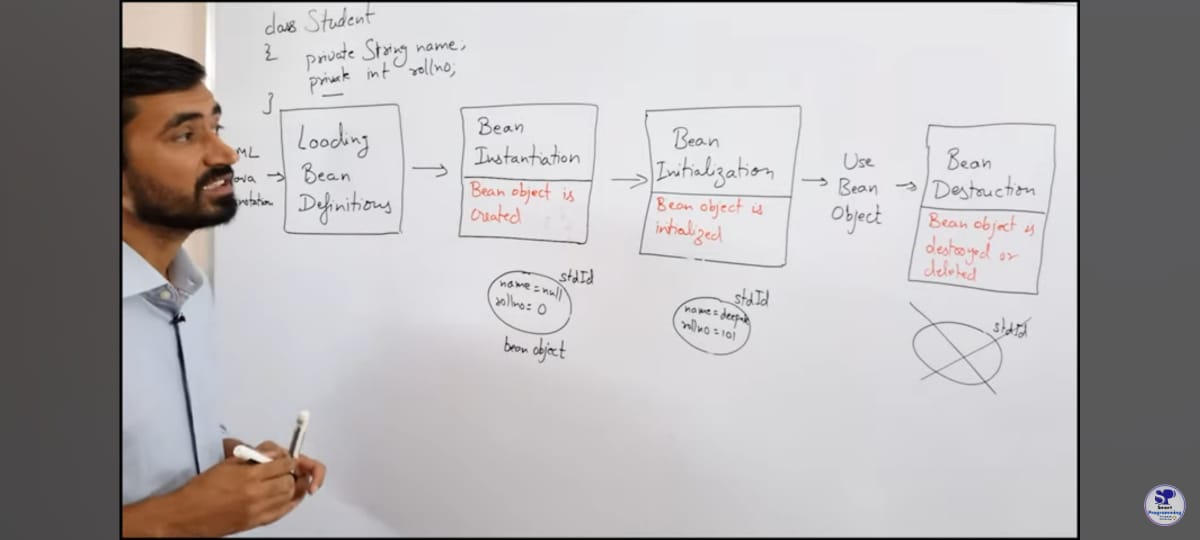 class Student
{ private String name;
private int rollno;
}
ML
ava →
notation
Loading
Bean
Definitions
→
Bean
Instantiation
Bean object is
created
→
Bean
Initialization
Bean object is
initialized
→
Use
Bean
Object
→
Bean
Destruction
Bean object is
destroyed or
deleted
stdId
name=null
rollno=0
bean object
stdId
name=deepak
rollno=101
stdId
SP
Smart
Programming